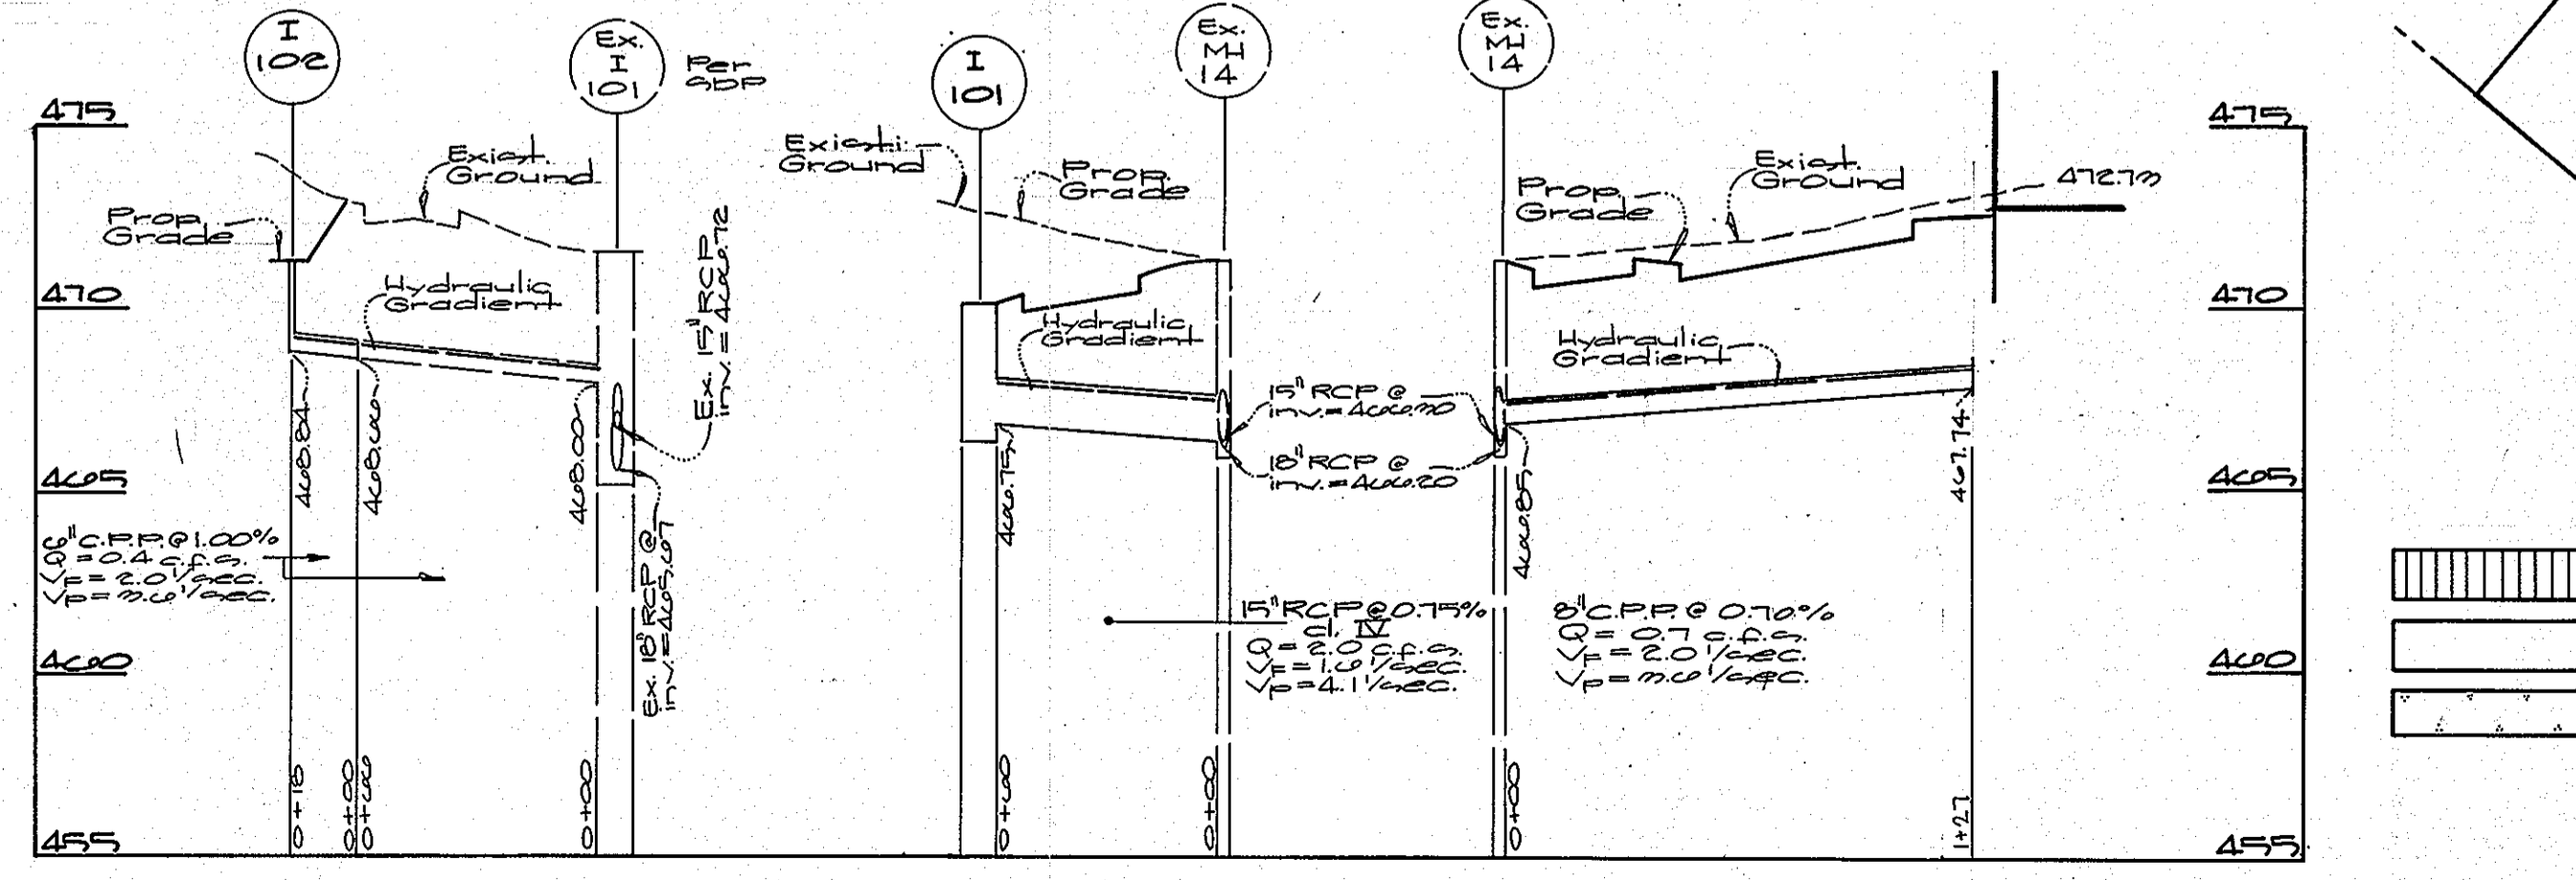 I
102
Ex.
I
101
Per
SDP
I
101
Ex.
MH
14
Ex.
MH
14
475
470
465
460
455
Exist.
Ground
Prop.
Grade
Hydraulic
Gradient
468.84
468.66
468.00
6" C.P.P. @ 1.00%
Q = 0.4 c.f.s.
VF = 2.0'/sec.
Vp = 3.6'/sec.
0+18
0+00
0+66
0+00
Ex. 15" RCP
inv. = 466.72
Ex. 18" RCP @
inv. = 465.67
Existi
Ground
Prop.
Grade
Hydraulic
Gradient
466.75
15" RCP @
inv. = 466.30
18" RCP @
inv. = 466.20
15" RCP @ 0.75%
cl. IV
Q = 2.0 c.f.s.
VF = 1.6'/sec.
Vp = 4.1'/sec.
0+60
0+00
Prop.
Grade
Exist.
Ground
472.73
Hydraulic
Gradient
466.85
467.74
8" C.P.P. @ 0.70%
Q = 0.7 c.f.s.
VF = 2.0'/sec.
Vp = 3.6'/sec.
0+00
1+27
475
470
465
460
455